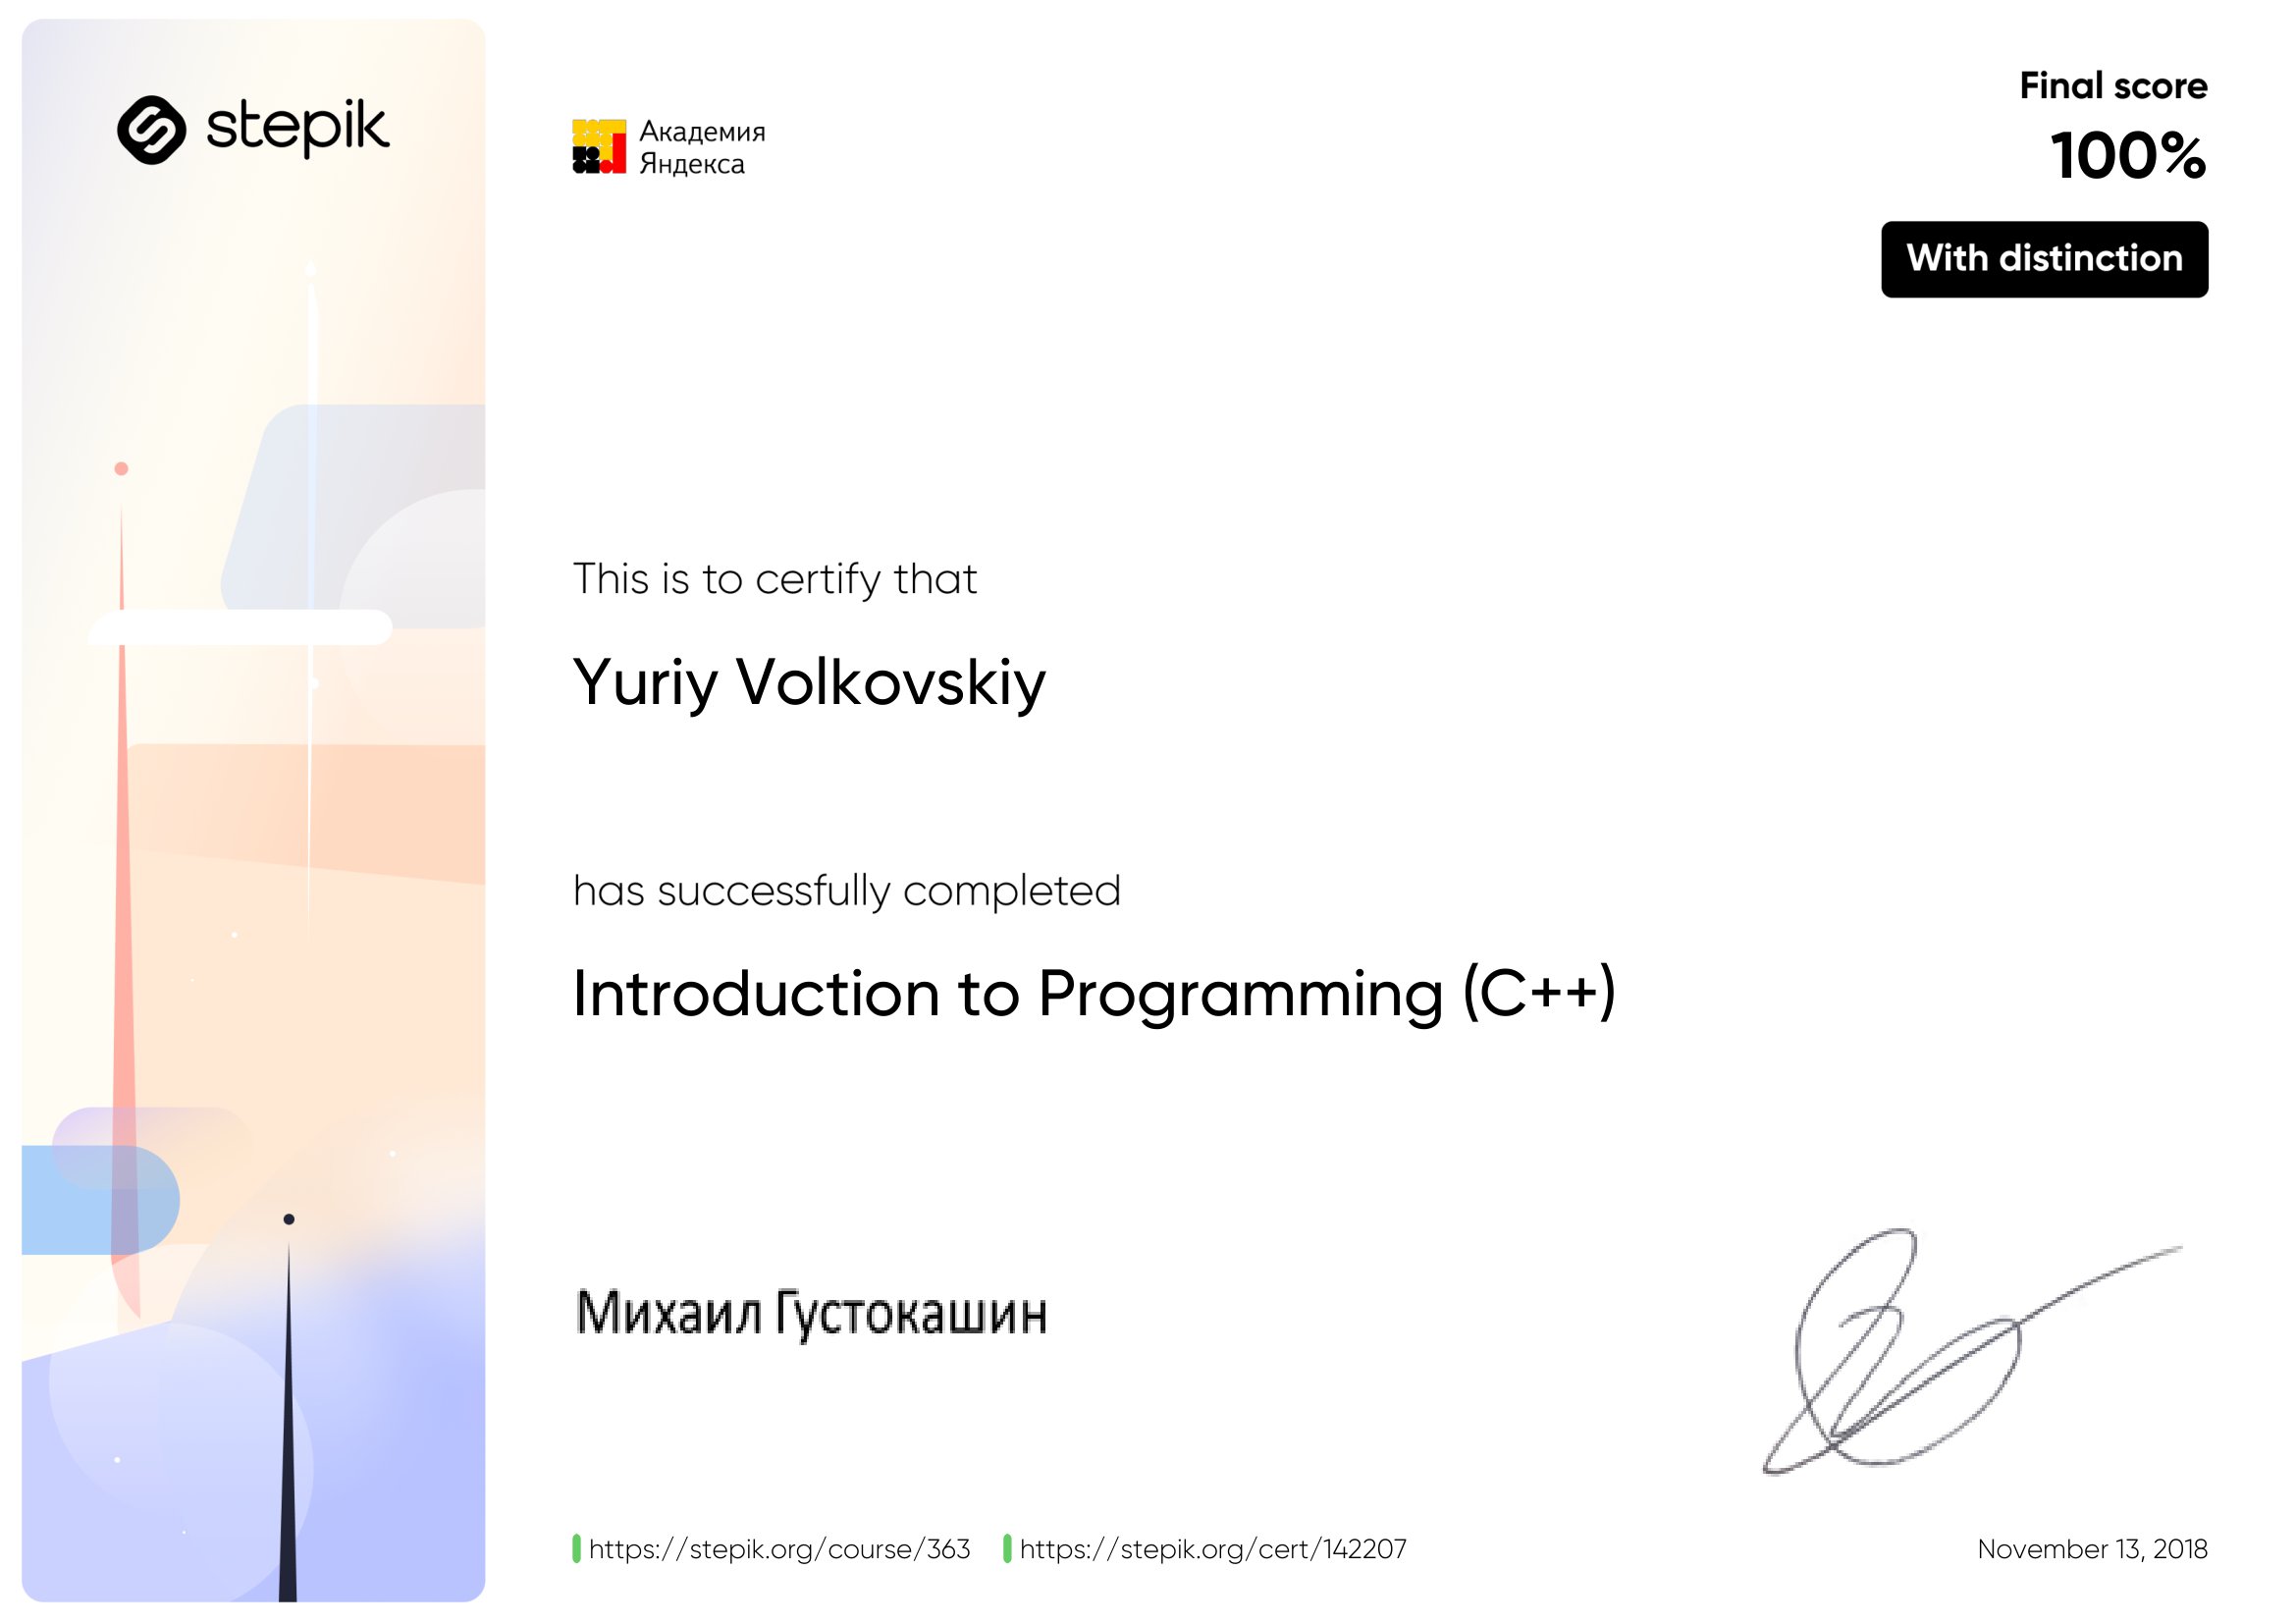 stepik
Академия
Яндекса
Final score
100%
With distinction
This is to certify that
Yuriy Volkovskiy
has successfully completed
Introduction to Programming (C++)
Михаил Густокашин
https://stepik.org/course/363 https://stepik.org/cert/142207
November 13, 2018